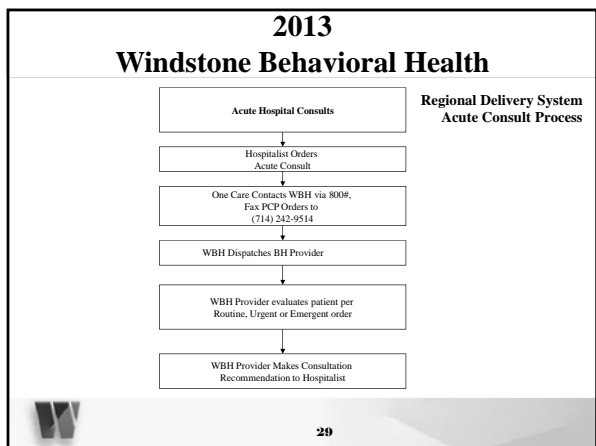 2013
Windstone Behavioral Health
Regional Delivery System
Acute Consult Process
Acute Hospital Consults
Hospitalist Orders
Acute Consult
One Care Contacts WBH via 800#,
Fax PCP Orders to
(714) 242-9514
WBH Dispatches BH Provider
WBH Provider evaluates patient per
Routine, Urgent or Emergent order
WBH Provider Makes Consultation
Recommendation to Hospitalist
W
29